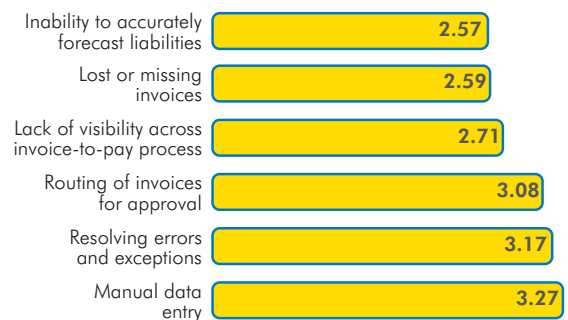 Inability to accurately
forecast liabilities
2.57
Lost or missing
invoices
2.59
Lack of visibility across
invoice-to-pay process
2.71
Routing of invoices
for approval
3.08
Resolving errors
and exceptions
3.17
Manual data
entry
3.27